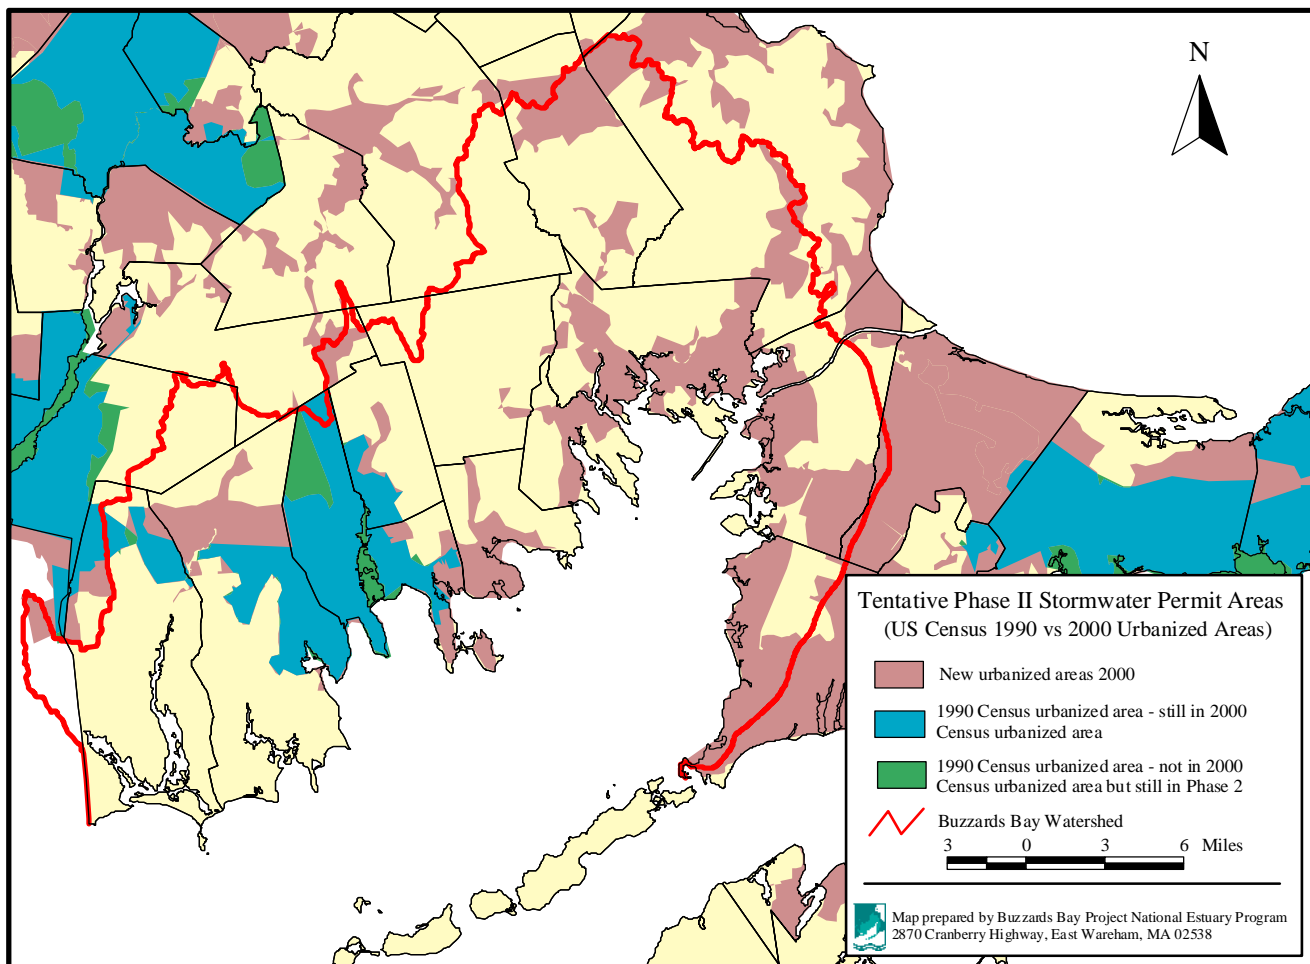 N
Tentative Phase II Stormwater Permit Areas
(US Census 1990 vs 2000 Urbanized Areas)
New urbanized areas 2000
1990 Census urbanized area - still in 2000
Census urbanized area
1990 Census urbanized area - not in 2000
Census urbanized area but still in Phase 2
Buzzards Bay Watershed
3 0 3 6 Miles
Map prepared by Buzzards Bay Project National Estuary Program
2870 Cranberry Highway, East Wareham, MA 02538